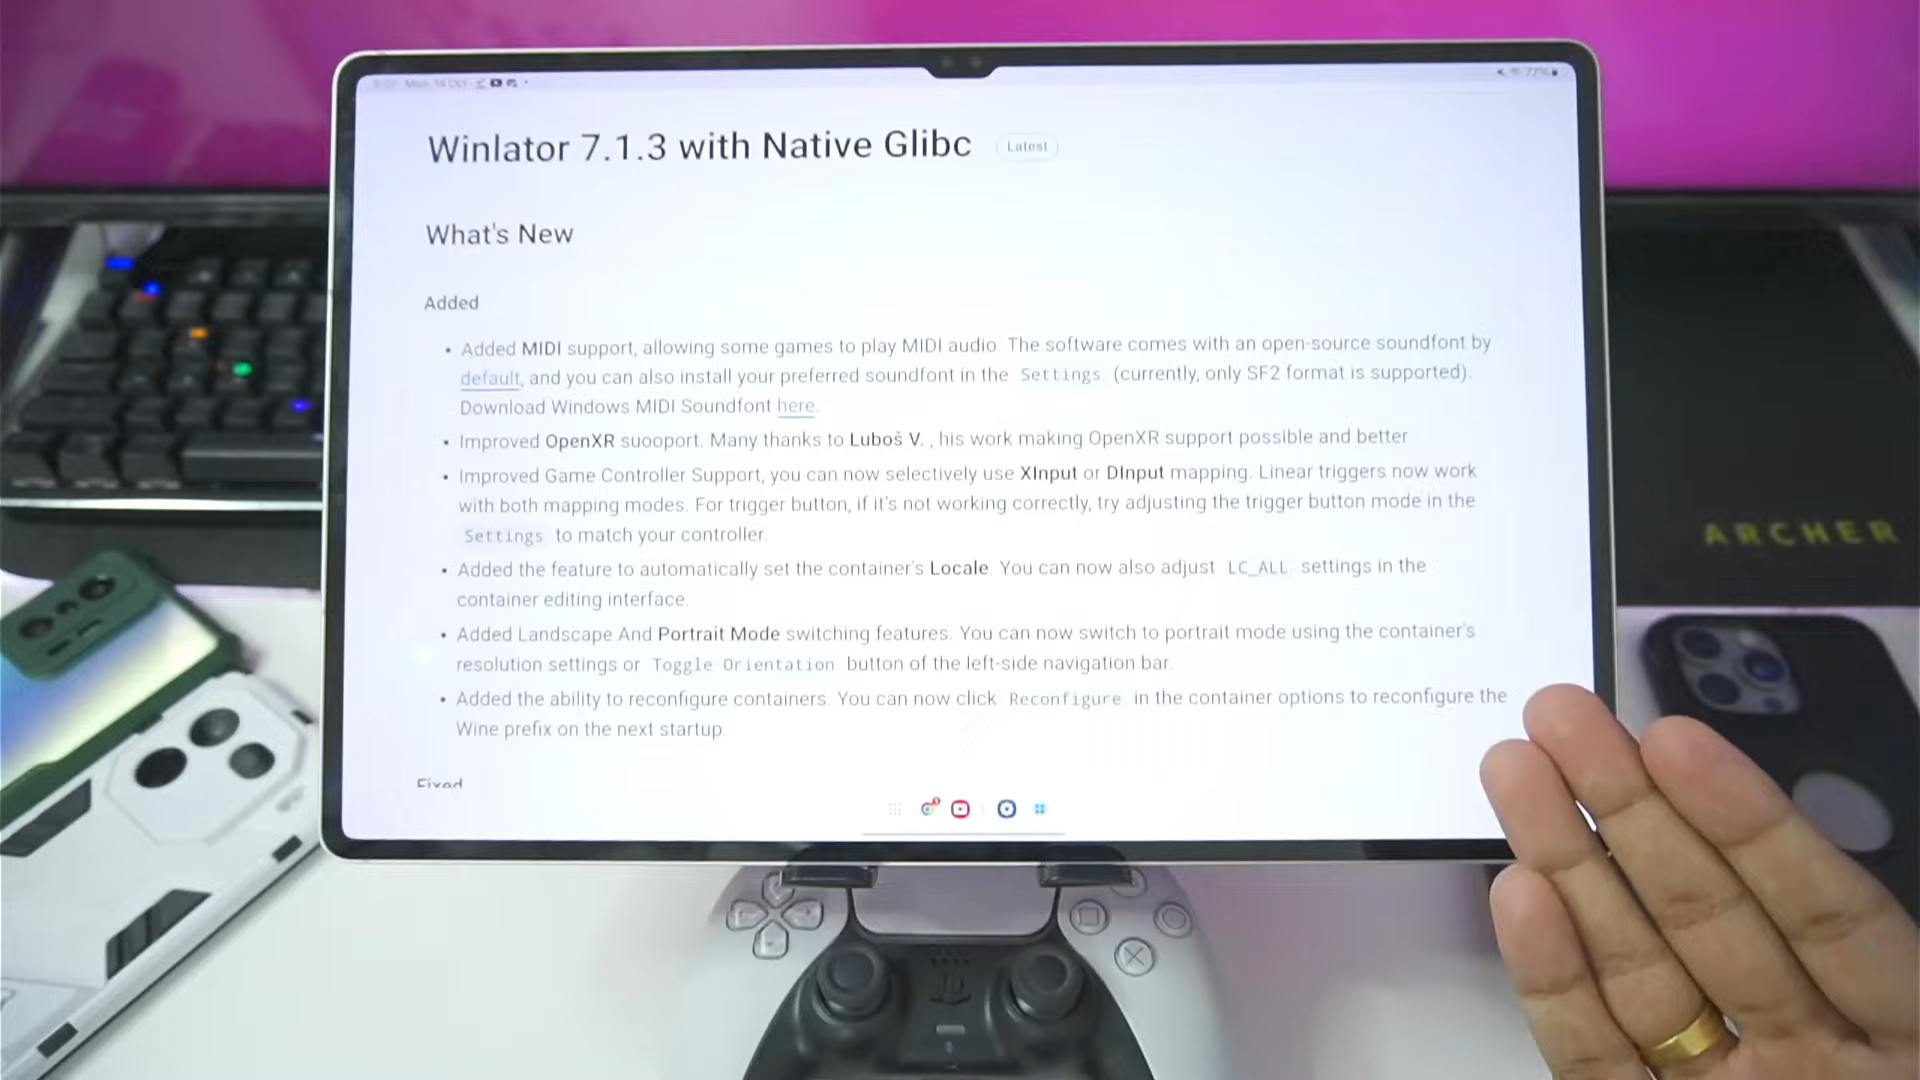 Mon, 14 Oct
77%
Winlator 7.1.3 with Native Glibc
Latest
What's New
Added
• Added MIDI support, allowing some games to play MIDI audio. The software comes with an open-source soundfont by
default, and you can also install your preferred soundfont in the Settings (currently, only SF2 format is supported).
Download Windows MIDI Soundfont here.
• Improved OpenXR suooport. Many thanks to Luboš V. , his work making OpenXR support possible and better
• Improved Game Controller Support, you can now selectively use XInput or DInput mapping. Linear triggers now work
with both mapping modes. For trigger button, if it's not working correctly, try adjusting the trigger button mode in the
Settings to match your controller.
• Added the feature to automatically set the container's Locale. You can now also adjust LC_ALL settings in the
container editing interface.
• Added Landscape And Portrait Mode switching features. You can now switch to portrait mode using the container's
resolution settings or Toggle Orientation button of the left-side navigation bar.
• Added the ability to reconfigure containers. You can now click Reconfigure in the container options to reconfigure the
Wine prefix on the next startup.
Fixed
ARCHER